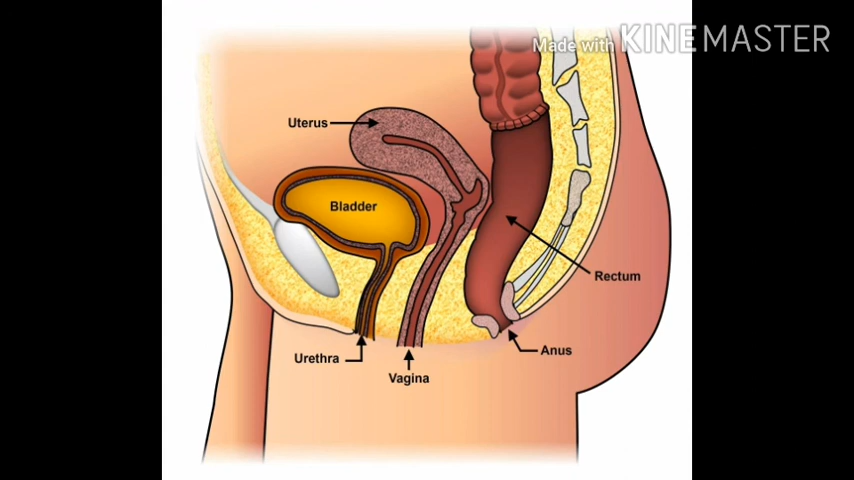 Made with KINEMASTER
Uterus
Bladder
Rectum
Urethra
Anus
Vagina